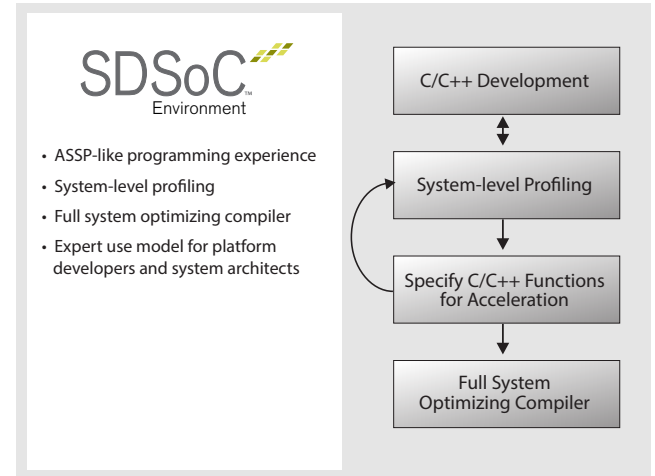 SDSoC™
Environment
• ASSP-like programming experience
• System-level profiling
• Full system optimizing compiler
• Expert use model for platform
developers and system architects
C/C++ Development
System-level Profiling
Specify C/C++ Functions
for Acceleration
Full System
Optimizing Compiler